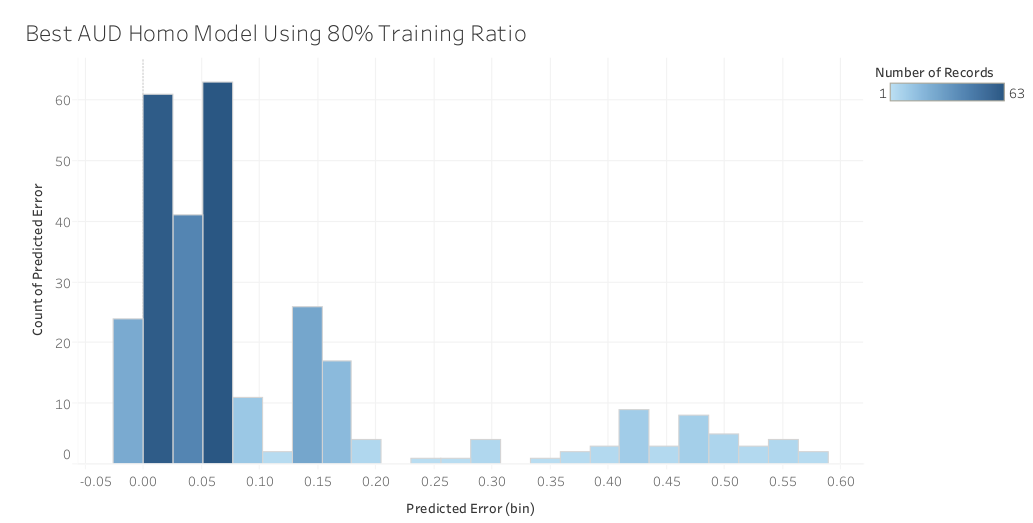 Best AUD Homo Model Using 80% Training Ratio
Number of Records
1 63
Count of Predicted Error
60
50
40
30
20
10
0
-0.05 0.00 0.05 0.10 0.15 0.20 0.25 0.30 0.35 0.40 0.45 0.50 0.55 0.60
Predicted Error (bin)